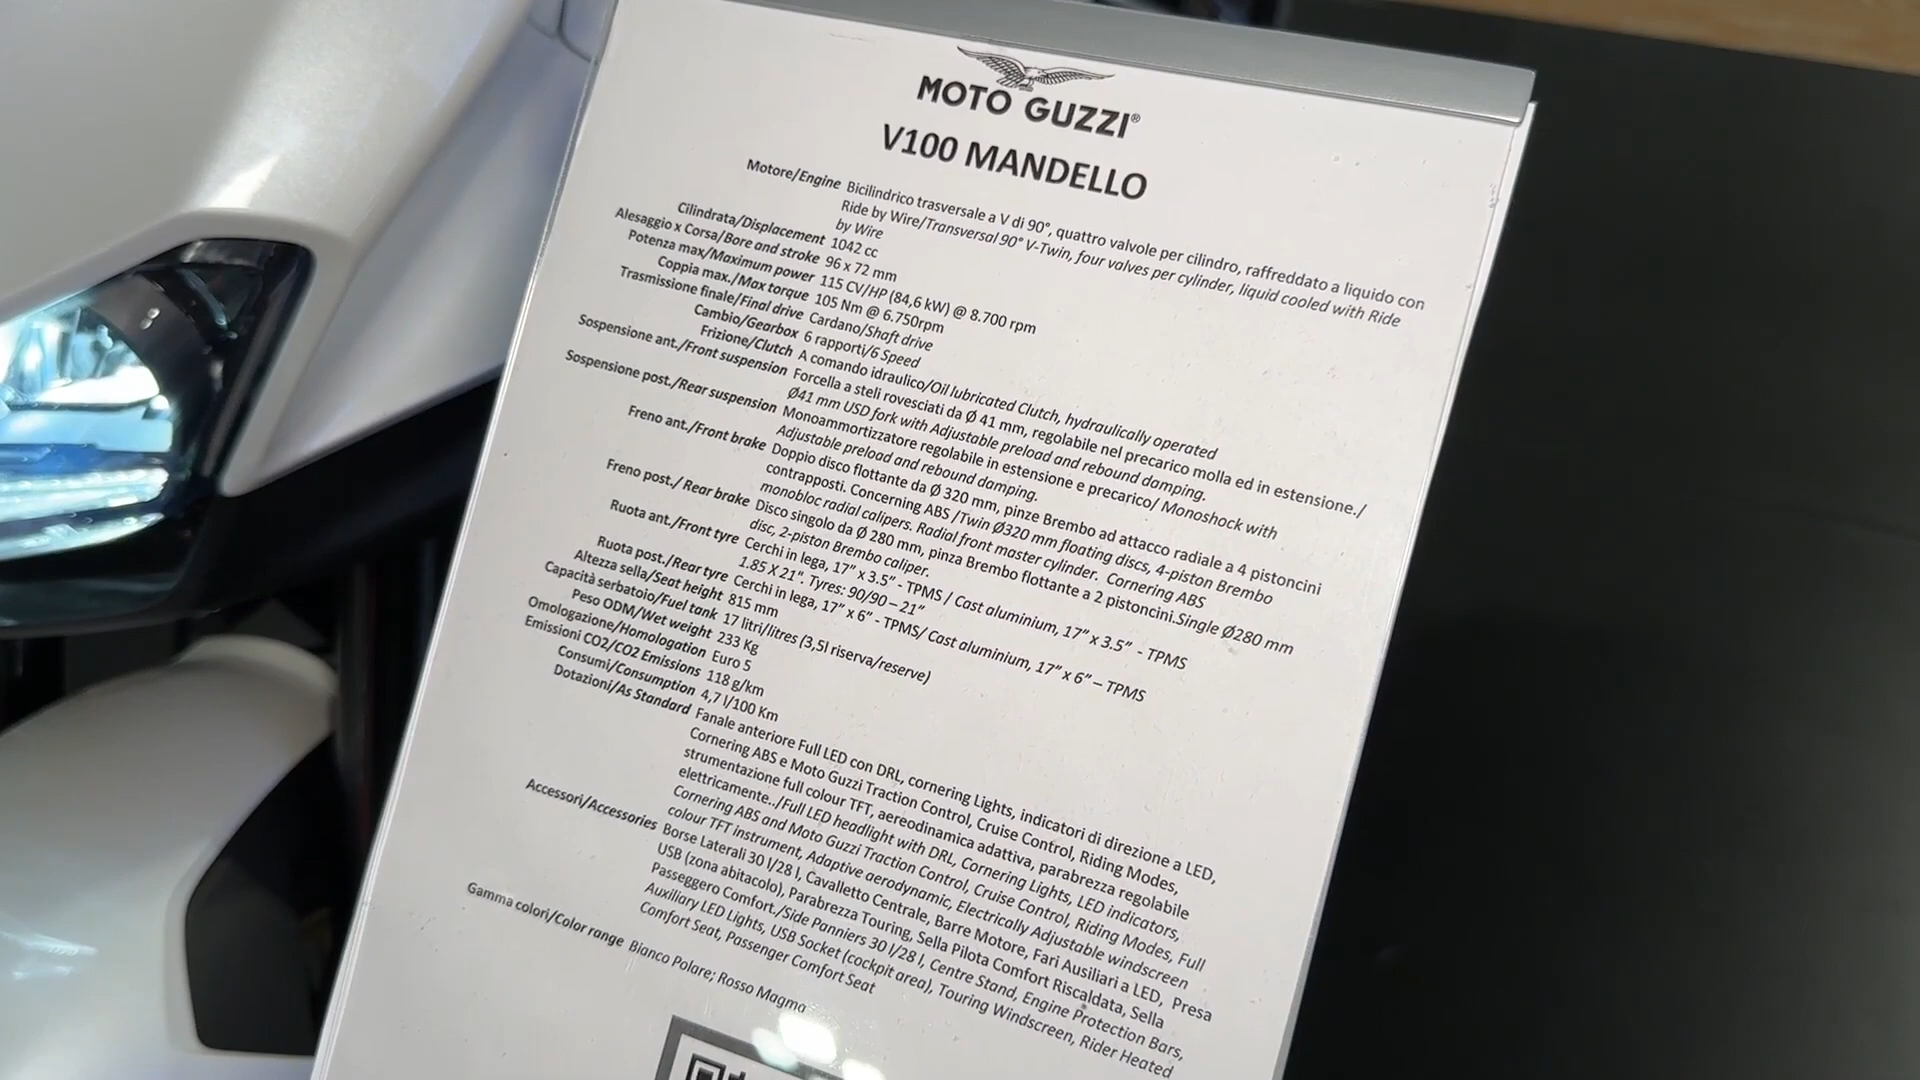 MOTO GUZZI®
V100 MANDELLO
Motore/Engine Bicilindrico trasversale a V di 90°, quattro valvole per cilindro, raffreddato a liquido con
Ride by Wire/Transversal 90° V-Twin, four valves per cylinder, liquid cooled with Ride
by Wire
Cilindrata/Displacement 1042 cc
Alesaggio x Corsa/Bore and stroke 96 x 72 mm
Potenza max/Maximum power 115 CV/HP (84,6 kW) @ 8.700 rpm
Coppia max./Max torque 105 Nm @ 6.750rpm
Trasmissione finale/Final drive Cardano/Shaft drive
Cambio/Gearbox 6 rapporti/6 Speed
Frizione/Clutch A comando idraulico/Oil lubricated Clutch, hydraulically operated
Sospensione ant./Front suspension Forcella a steli rovesciati da Ø 41 mm, regolabile nel precarico molla ed in estensione./
Ø41 mm USD fork with Adjustable preload and rebound damping.
Sospensione post./Rear suspension Monoammortizzatore regolabile in estensione e precarico/ Monoshock with
Adjustable preload and rebound damping.
Freno ant./Front brake Doppio disco flottante da Ø 320 mm, pinze Brembo ad attacco radiale a 4 pistoncini
contrapposti. Concerning ABS /Twin Ø320 mm floating discs, 4-piston Brembo
monobloc radial calipers. Radial front master cylinder. Cornering ABS
Freno post./ Rear brake Disco singolo da Ø 280 mm, pinza Brembo flottante a 2 pistoncini.Single Ø280 mm
disc, 2-piston Brembo caliper.
Ruota ant./Front tyre Cerchi in lega, 17” x 3.5” - TPMS / Cast aluminium, 17” x 3.5” - TPMS
1.85 X 21”. Tyres: 90/90 – 21”
Ruota post./Rear tyre Cerchi in lega, 17” x 6” - TPMS/ Cast aluminium, 17” x 6” – TPMS
Altezza sella/Seat height 815 mm
Capacità serbatoio/Fuel tank 17 litri/litres (3,5l riserva/reserve)
Peso ODM/Wet weight 233 Kg
Omologazione/Homologation Euro 5
Emissioni CO2/CO2 Emissions 118 g/km
Consumi/Consumption 4,7 l/100 Km
Dotazioni/As Standard Fanale anteriore Full LED con DRL, cornering Lights, indicatori di direzione a LED,
Cornering ABS e Moto Guzzi Traction Control, Cruise Control, Riding Modes,
strumentazione full colour TFT, aereodinamica adattiva, parabrezza regolabile
elettricamente../Full LED headlight with DRL, Cornering Lights, LED indicators,
Cornering ABS and Moto Guzzi Traction Control, Cruise Control, Riding Modes, Full
colour TFT instrument, Adaptive aerodynamic, Electrically Adjustable windscreen
Accessori/Accessories Borse Laterali 30 l/28 l, Cavalletto Centrale, Barre Motore, Fari Ausiliari a LED, Presa
USB (zona abitacolo), Parabrezza Touring, Sella Pilota Comfort Riscaldata, Sella
Passeggero Comfort./Side Panniers 30 l/28 l, Centre Stand, Engine Protection Bars,
Auxiliary LED Lights, USB Socket (cockpit area), Touring Windscreen, Rider Heated
Comfort Seat, Passenger Comfort Seat
Gamma colori/Color range Bianco Polare; Rosso Magma